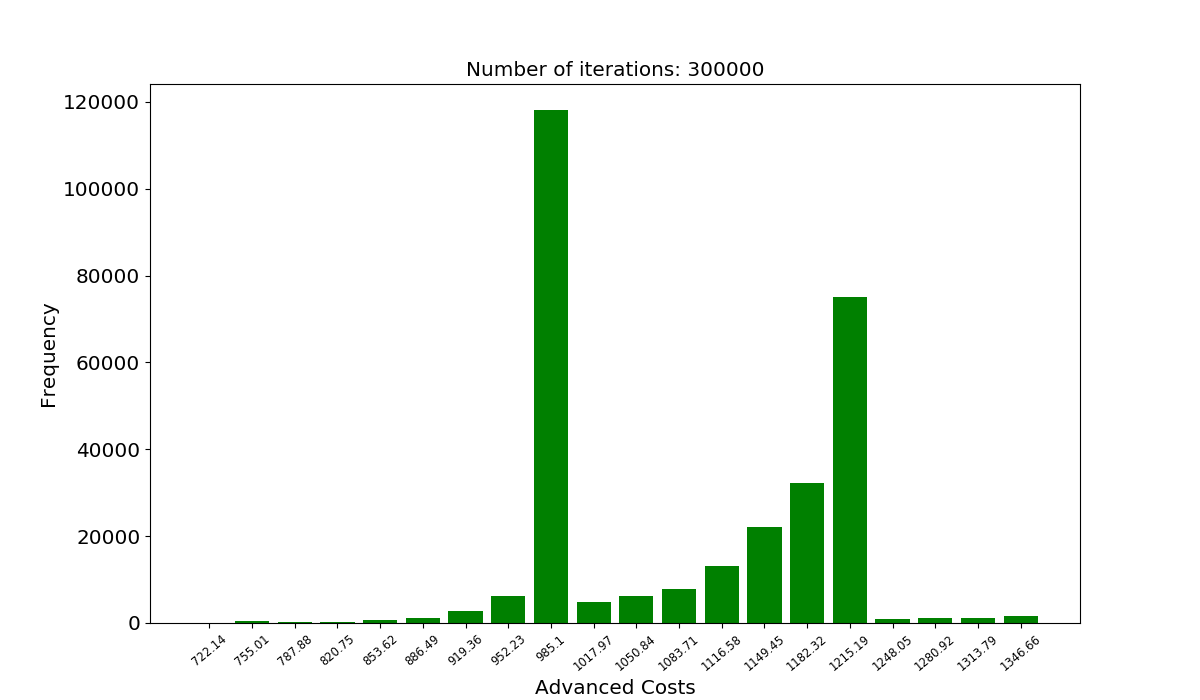 Number of iterations: 300000
120000
100000
80000
60000
40000
20000
0
Frequency
722.14 755.01 787.88 820.75 853.62 886.49 919.36 952.23 985.1 1017.97 1050.84 1083.71 1116.58 1149.45 1182.32 1215.19 1248.05 1280.92 1313.79 1346.66
Advanced Costs